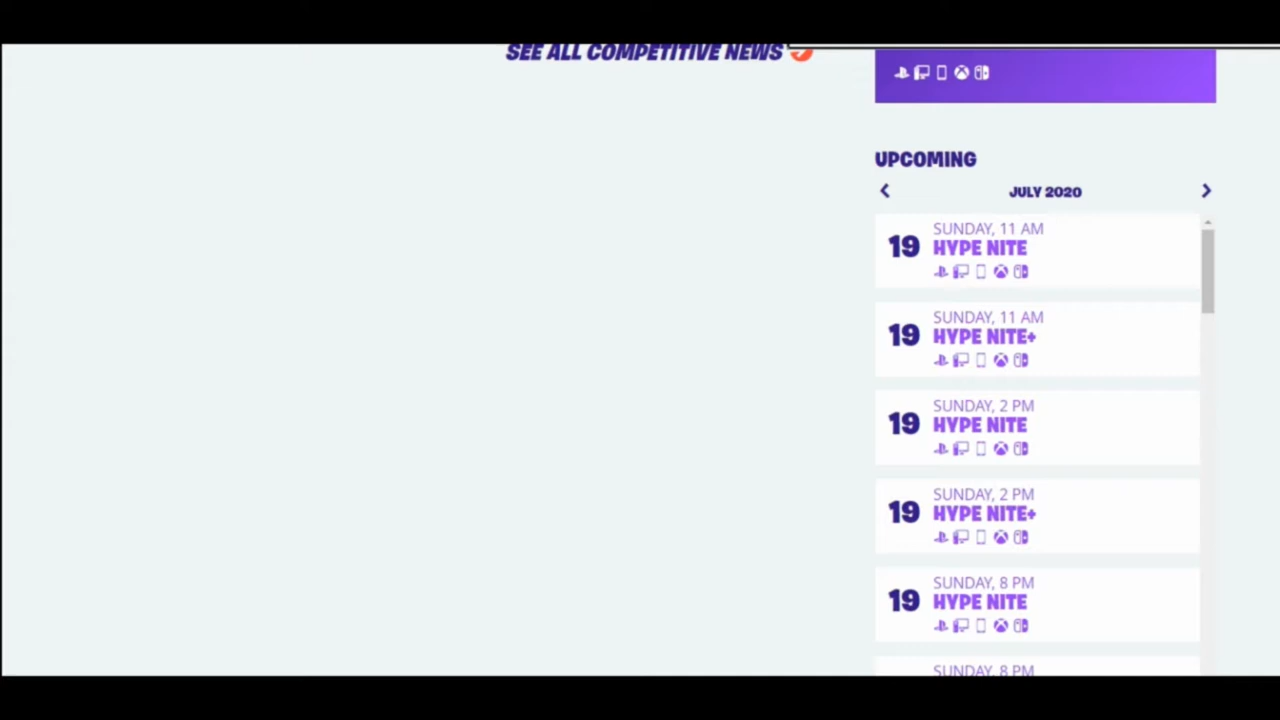 SEE ALL COMPETITIVE NEWS
UPCOMING
JULY 2020
19
SUNDAY, 11 AM
HYPE NITE
19
SUNDAY, 11 AM
HYPE NITE+
19
SUNDAY, 2 PM
HYPE NITE
19
SUNDAY, 2 PM
HYPE NITE+
19
SUNDAY, 8 PM
HYPE NITE
SUNDAY, 8 PM